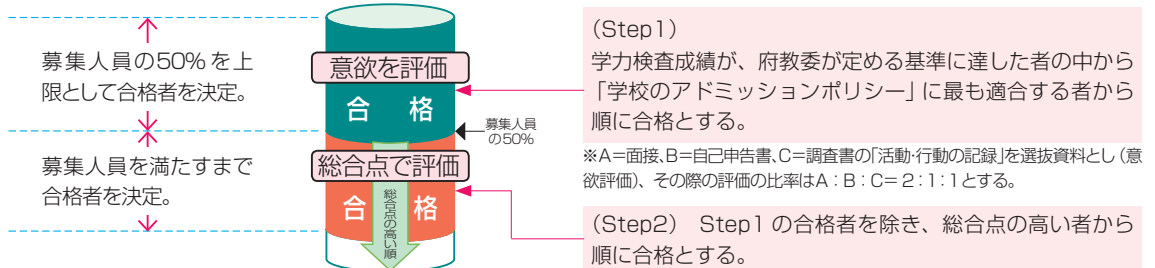 募集人員の50%を上
限として合格者を決定。
募集人員を満たすまで
合格者を決定。
意欲を評価
合 格
募集人員
の50%
総合点で評価
合 格
総合点の高い順
(Step1)
学力検査成績が、府教委が定める基準に達した者の中から
「学校のアドミッションポリシー」に最も適合する者から
順に合格とする。
※A=面接、B=自己申告書、C=調査書の「活動・行動の記録」を選抜資料とし(意
欲評価)、その際の評価の比率はA:B:C=2:1:1とする。
(Step2) Step1の合格者を除き、総合点の高い者から
順に合格とする。